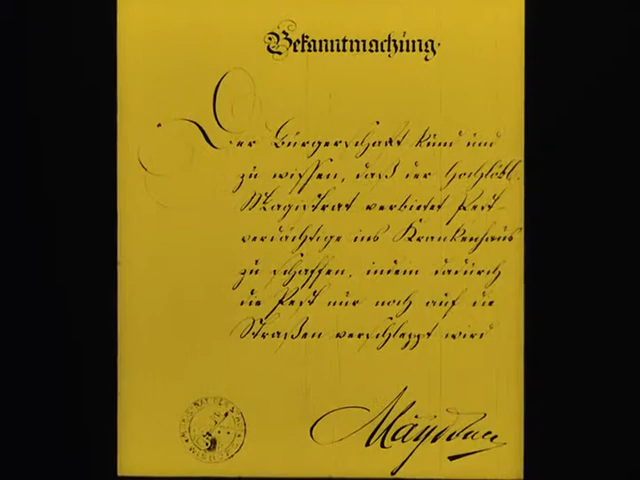 Bekanntmachung.
Der Bürgerschaft kund und
zu wissen, daß der Hochlöbl.
Magistrat verbietet Pest-
verdächtige ins Krankenhaus
zu schaffen, indem dadurch
die Pest nur noch auf die
Straßen verschleppt wird